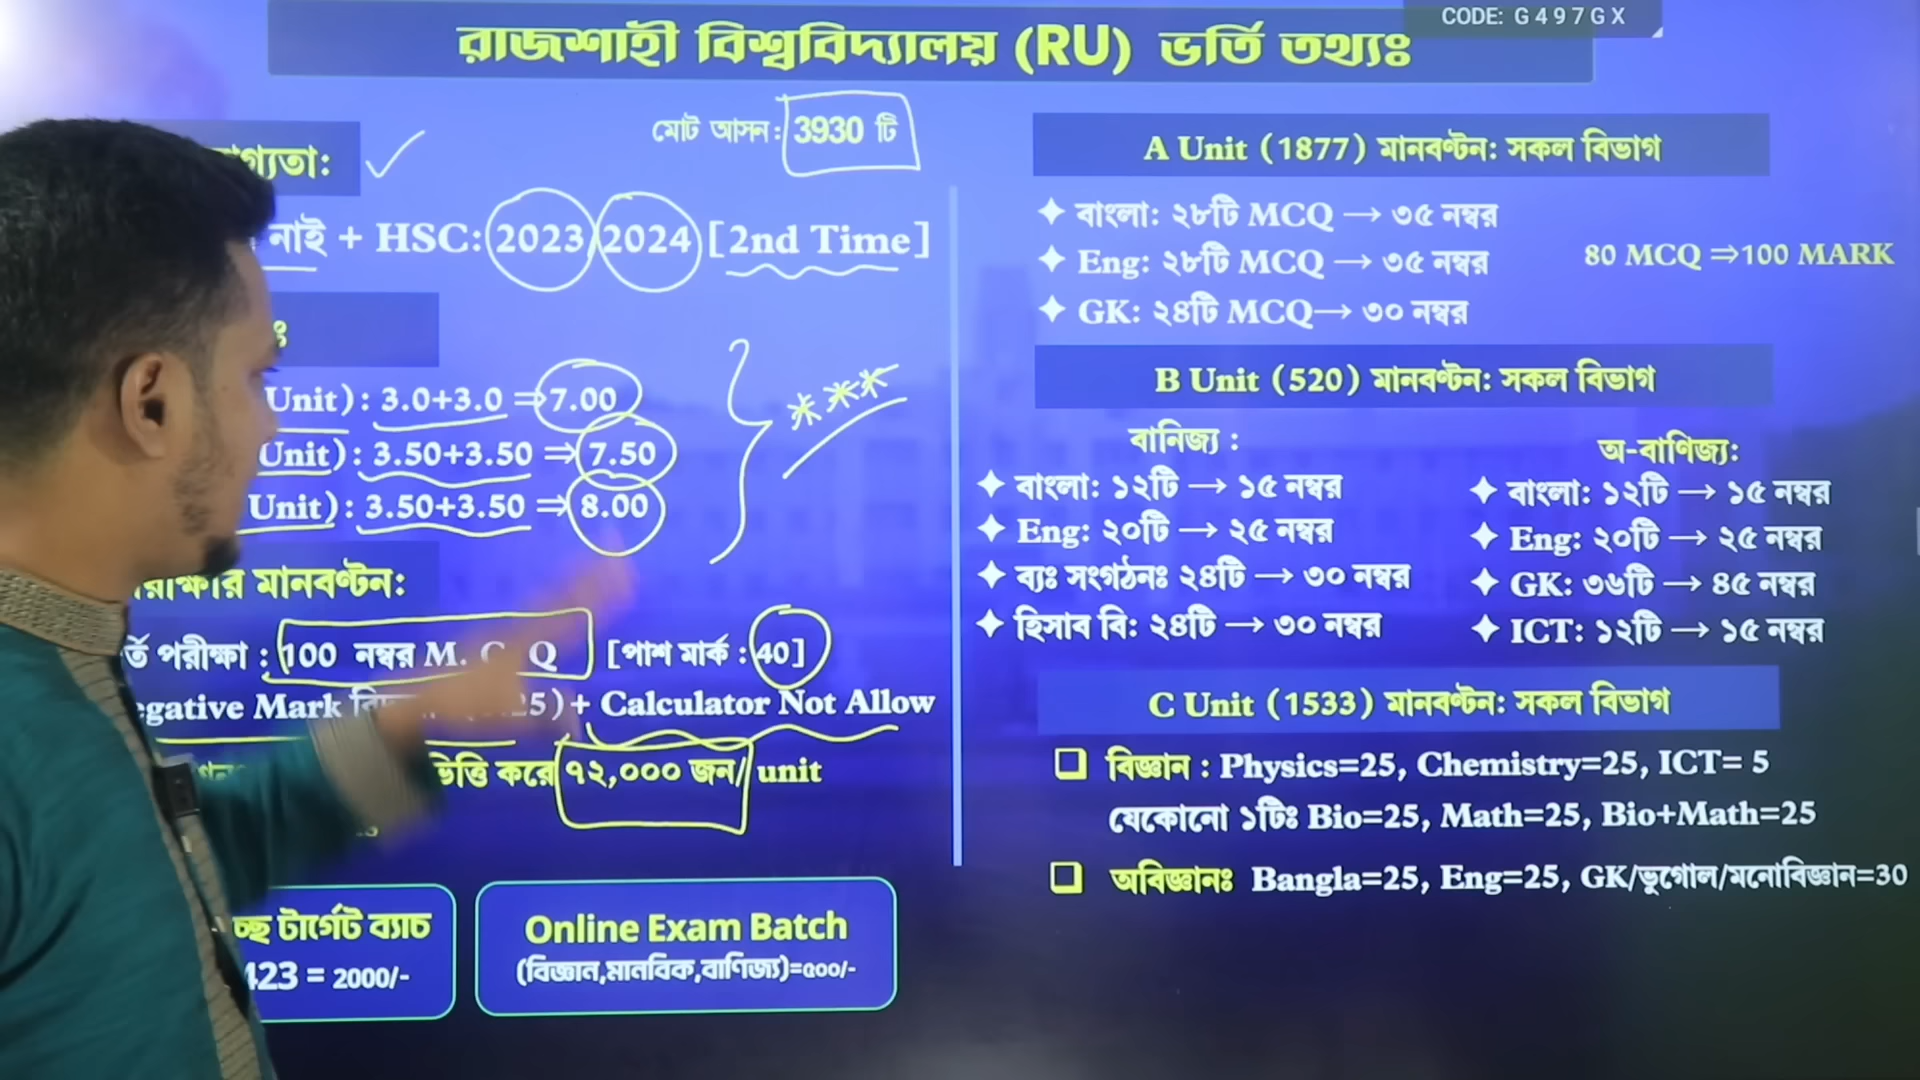 CODE: G497GX
রাজশাহী বিশ্ববিদ্যালয় (RU) ভর্তি তথ্যঃ
মোট আসন: 3930 টি
নাই + HSC: 2023/2024 [2nd Time]
Unit): 3.0+3.0 ⇒ 7.00
Unit): 3.50+3.50 ⇒ 7.50
Unit): 3.50+3.50 ⇒ 8.00
***
মানবণ্টন:
পরীক্ষা : 100 নম্বর M. Q [পাশ মার্ক : 40]
Mark + Calculator Not Allow
করে ৭২,০০০ জন/ unit
টার্গেট ব্যাচ
423 = 2000/-
Online Exam Batch
(বিজ্ঞান,মানবিক,বাণিজ্য)=৫০০/-
A Unit (1877) মানবণ্টন: সকল বিভাগ
✦ বাংলা: ২৮টি MCQ → ৩৫ নম্বর
✦ Eng: ২৮টি MCQ → ৩৫ নম্বর
✦ GK: ২৪টি MCQ→ ৩০ নম্বর
80 MCQ ⇒100 MARK
B Unit (520) মানবণ্টন: সকল বিভাগ
বানিজ্য :
✦ বাংলা: ১২টি → ১৫ নম্বর
✦ Eng: ২০টি → ২৫ নম্বর
✦ ব্যঃ সংগঠনঃ ২৪টি → ৩০ নম্বর
✦ হিসাব বি: ২৪টি → ৩০ নম্বর
অ-বাণিজ্য:
✦ বাংলা: ১২টি → ১৫ নম্বর
✦ Eng: ২০টি → ২৫ নম্বর
✦ GK: ৩৬টি → ৪৫ নম্বর
✦ ICT: ১২টি → ১৫ নম্বর
C Unit (1533) মানবণ্টন: সকল বিভাগ
❑ বিজ্ঞান : Physics=25, Chemistry=25, ICT= 5
যেকোনো ১টিঃ Bio=25, Math=25, Bio+Math=25
❑ অবিজ্ঞানঃ Bangla=25, Eng=25, GK/ভুগোল/মনোবিজ্ঞান=30